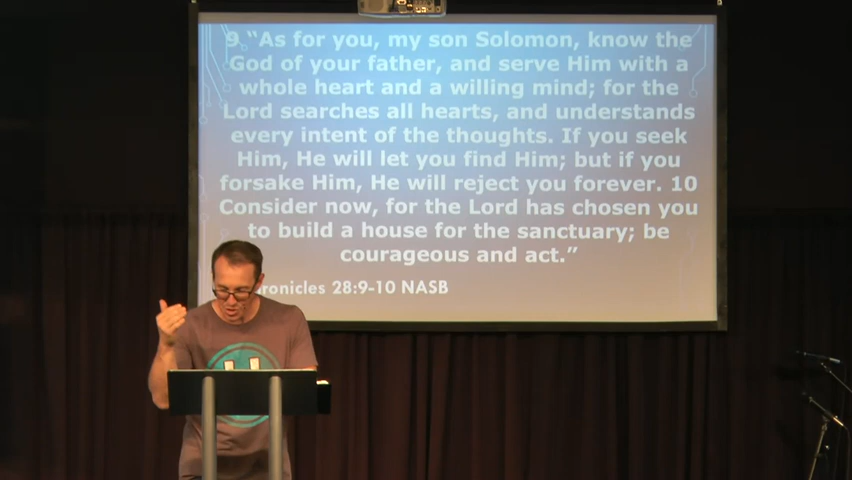 9 “As for you, my son Solomon, know the
God of your father, and serve Him with a
whole heart and a willing mind; for the
Lord searches all hearts, and understands
every intent of the thoughts. If you seek
Him, He will let you find Him; but if you
forsake Him, He will reject you forever. 10
Consider now, for the Lord has chosen you
to build a house for the sanctuary; be
courageous and act.”
28:9-10 NASB